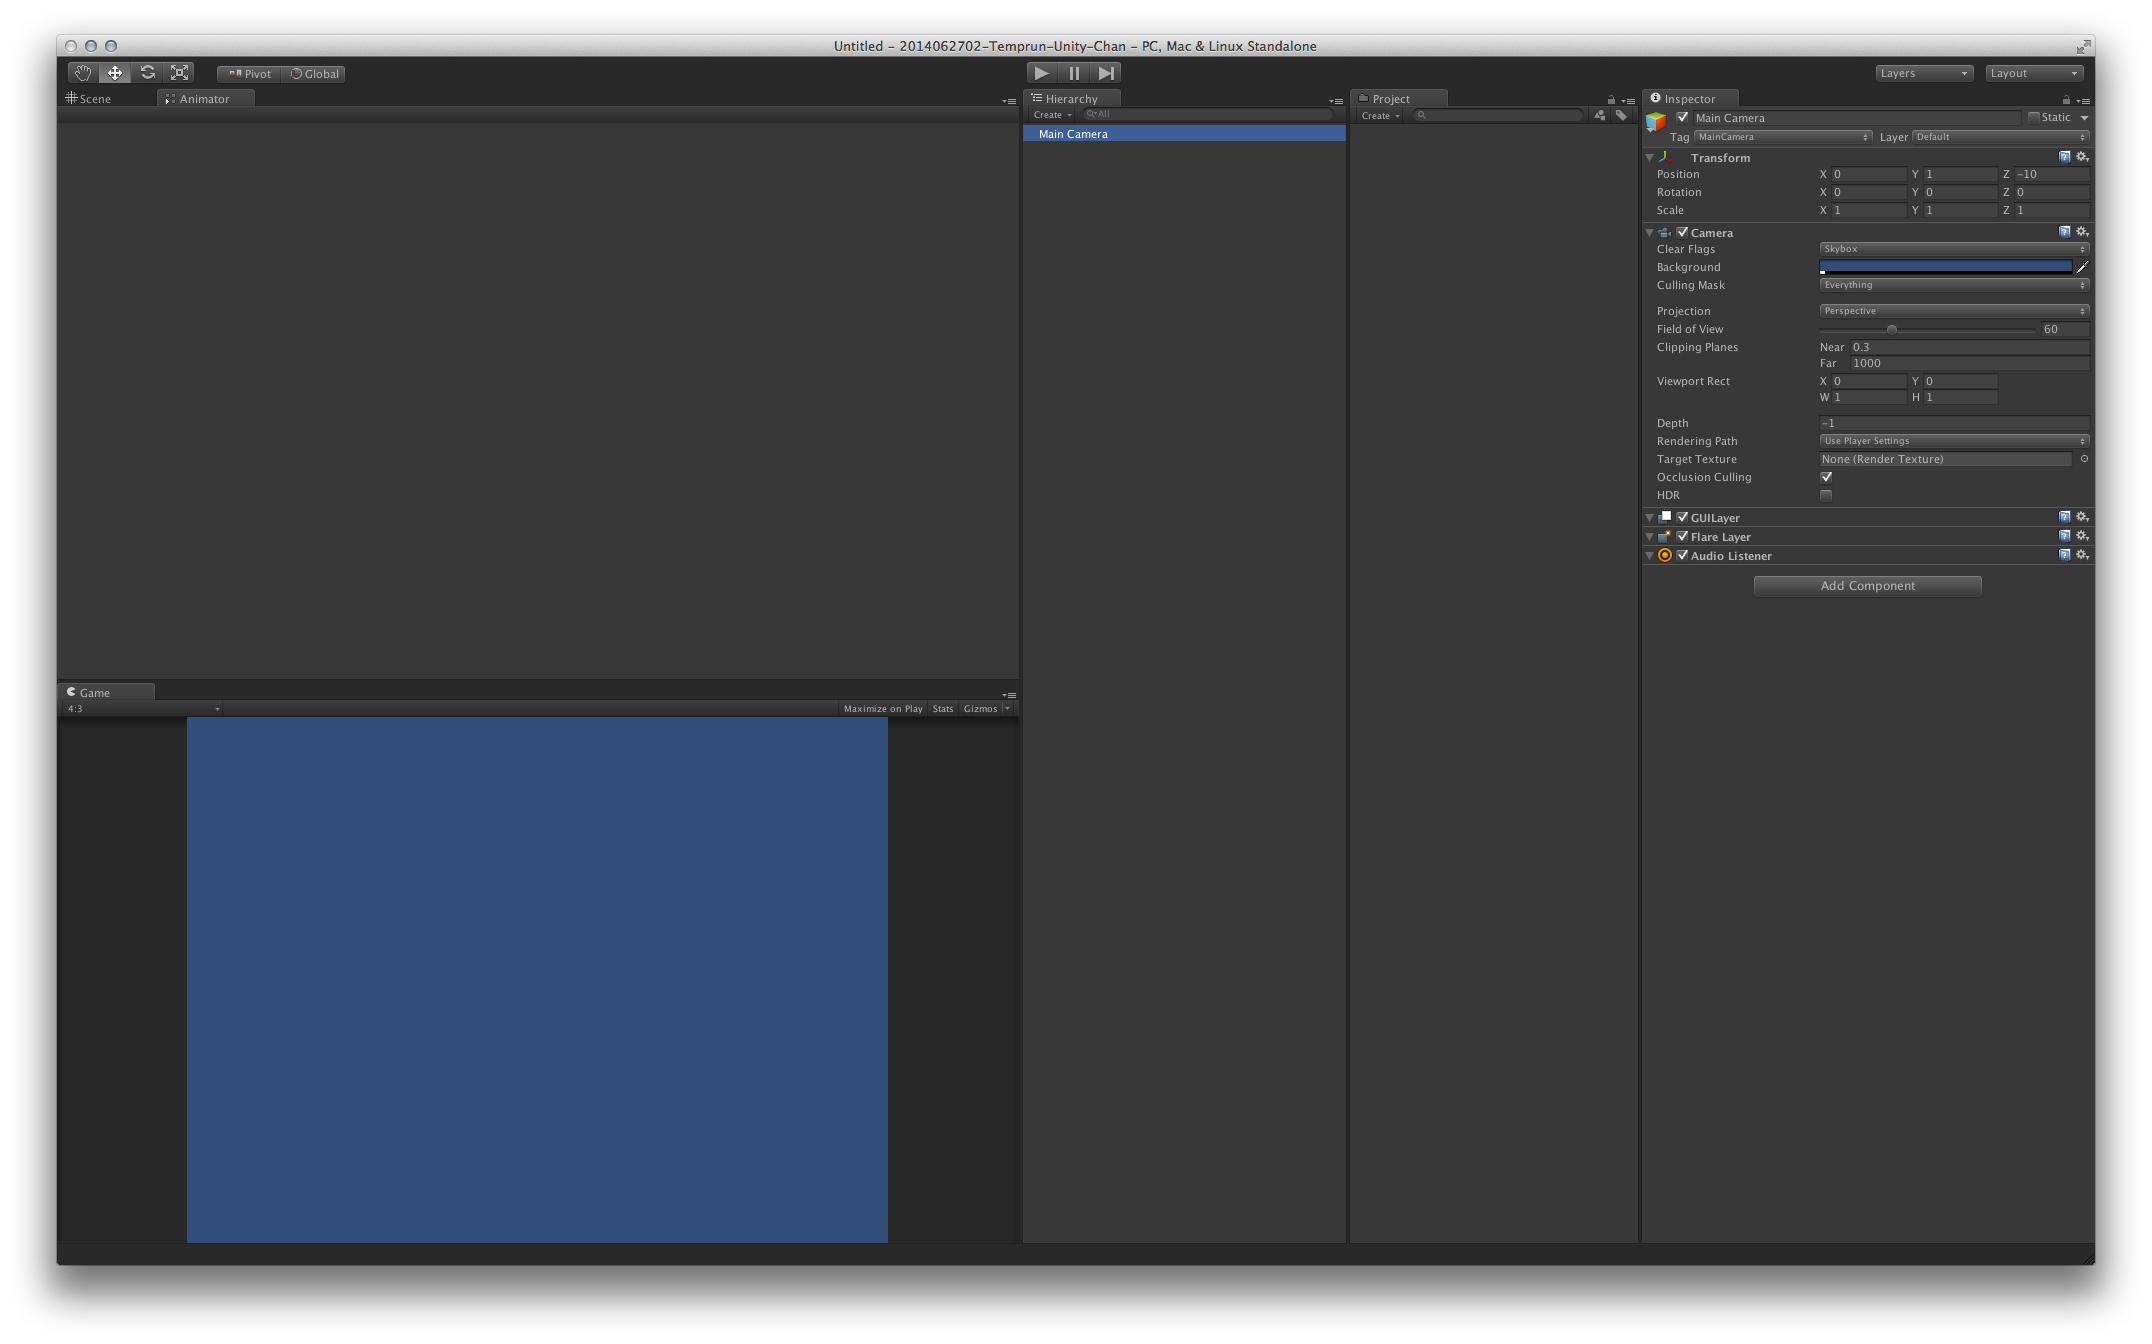 Untitled - 2014062702-Temprun-Unity-Chan - PC, Mac & Linux Standalone
Pivot Global Layers Layout
Scene Animator
Hierarchy
Create All
Main Camera
Project
Create
Inspector
Main Camera Static
Tag MainCamera Layer Default
Transform
Position X 0 Y 1 Z -10
Rotation X 0 Y 0 Z 0
Scale X 1 Y 1 Z 1
Camera
Clear Flags Skybox
Background
Culling Mask Everything
Projection Perspective
Field of View 60
Clipping Planes Near 0.3
Far 1000
Viewport Rect X 0 Y 0
W 1 H 1
Depth -1
Rendering Path Use Player Settings
Target Texture None (Render Texture)
Occlusion Culling
HDR
GUILayer
Flare Layer
Audio Listener
Add Component
Game
4:3 Maximize on Play Stats Gizmos